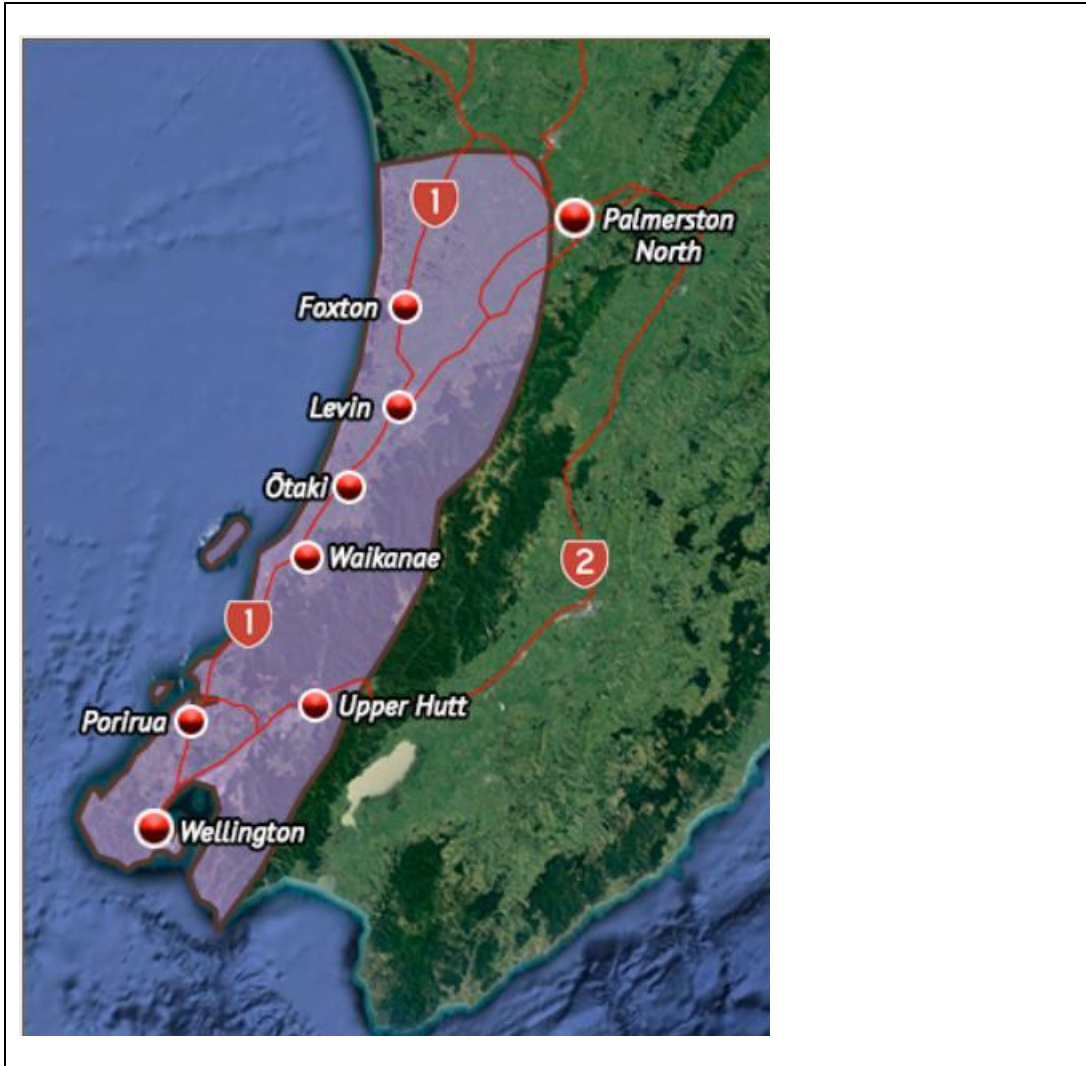 1
Palmerston
North
Foxton
Levin
Ōtaki
Waikanae
2
1
Upper Hutt
Porirua
Wellington